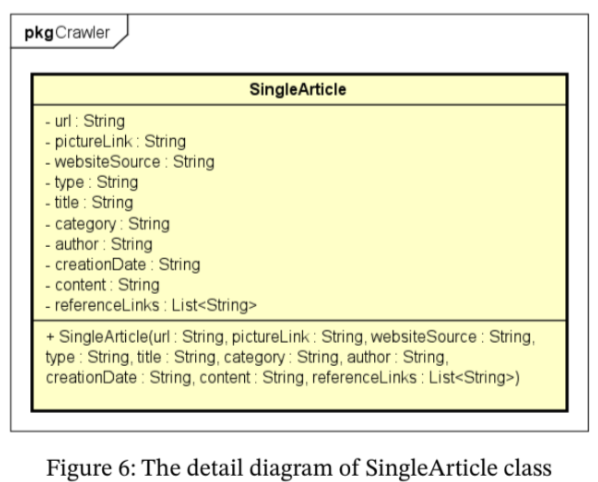 pkg Crawler
SingleArticle
- url : String
- pictureLink : String
- websiteSource : String
- type : String
- title : String
- category : String
- author : String
- creationDate : String
- content : String
- referenceLinks : List<String>
+ SingleArticle(url : String, pictureLink : String, websiteSource : String,
type : String, title : String, category : String, author : String,
creationDate : String, content : String, referenceLinks : List<String>)
Figure 6: The detail diagram of SingleArticle class